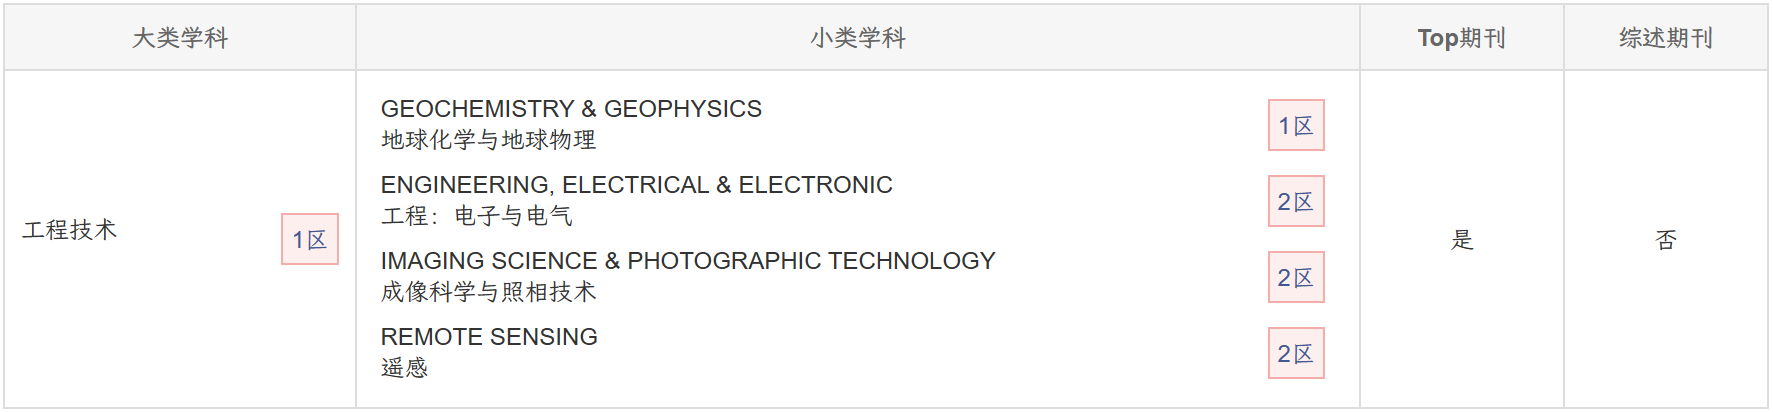 大类学科 小类学科 Top期刊 综述期刊
GEOCHEMISTRY & GEOPHYSICS
地球化学与地球物理
1区
ENGINEERING, ELECTRICAL & ELECTRONIC
工程：电子与电气
2区
工程技术
1区
IMAGING SCIENCE & PHOTOGRAPHIC TECHNOLOGY
成像科学与照相技术
2区
REMOTE SENSING
遥感
2区
是
否